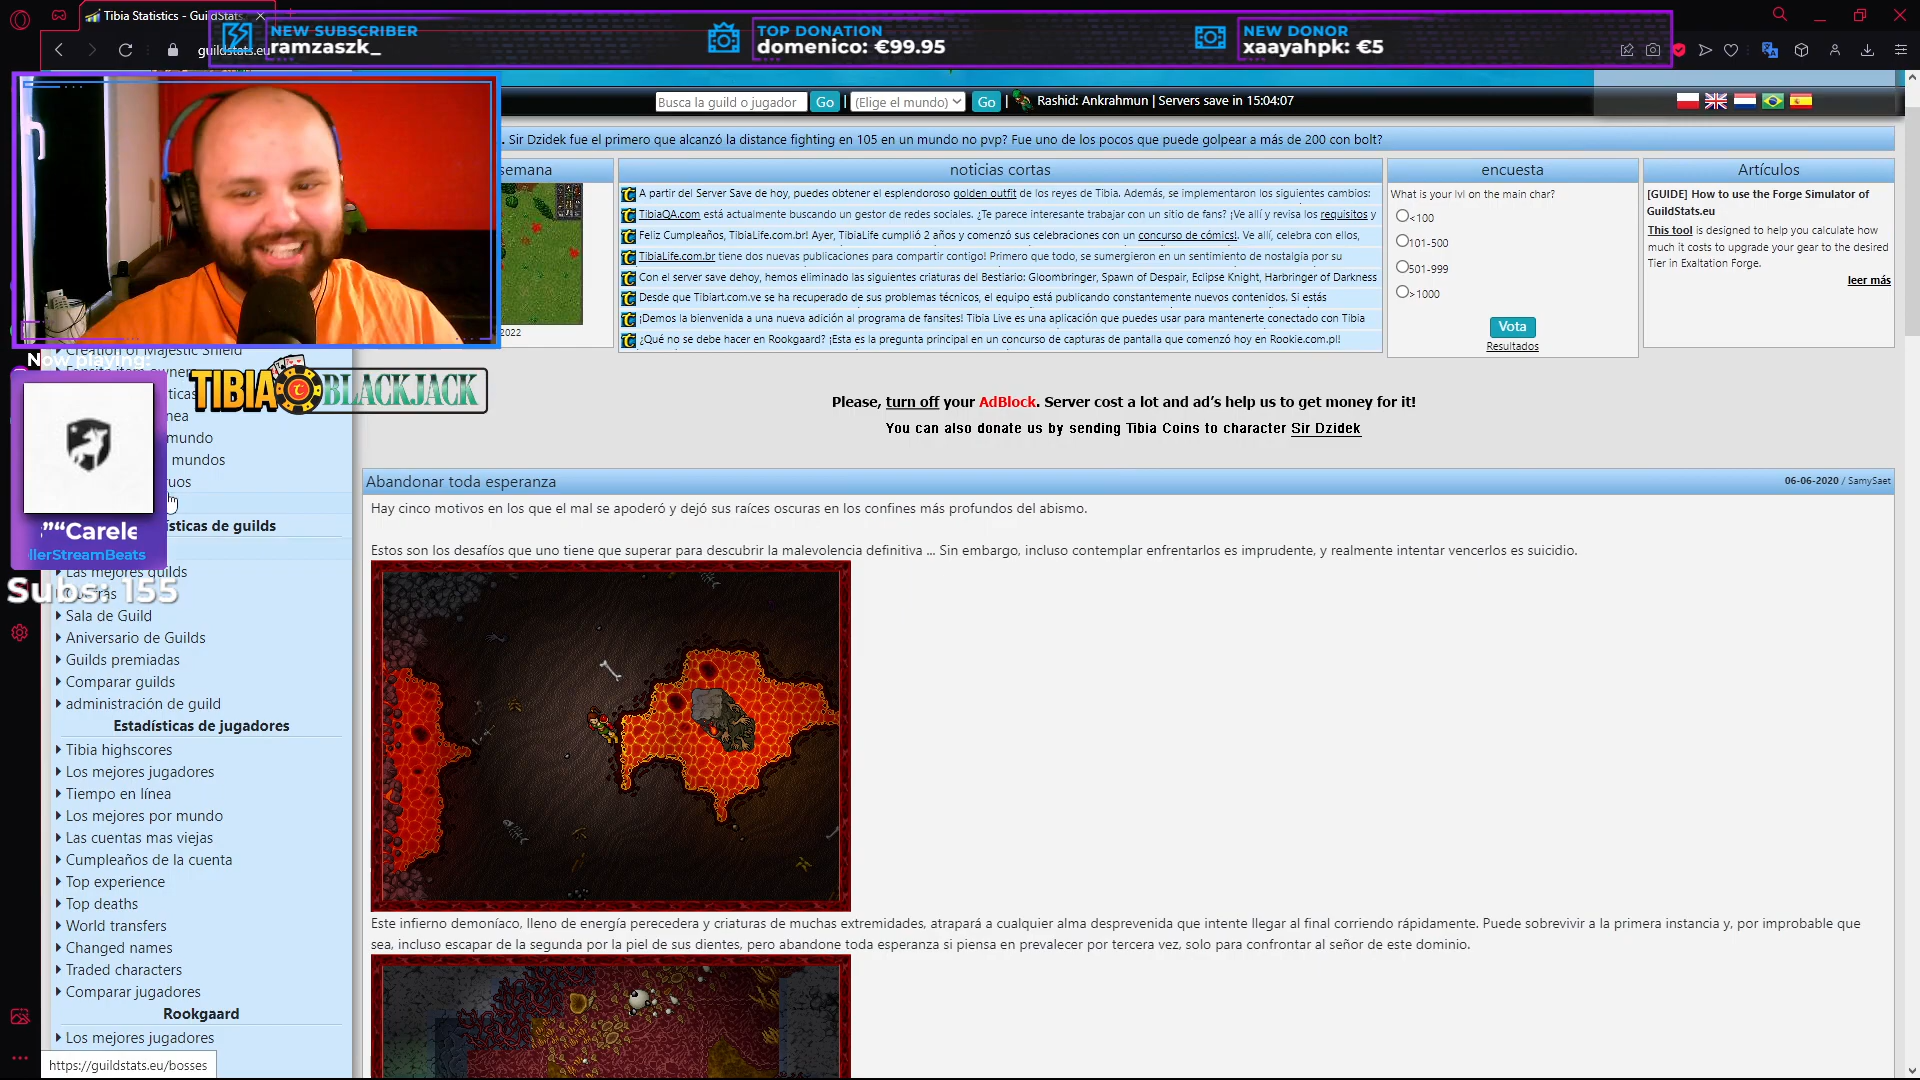 Tibia Statistics - GuildStats
guildstats.eu
NEW SUBSCRIBER
ramzaszk_
TOP DONATION
domenico: €99.95
NEW DONOR
xaayahpk: €5
Busca la guild o jugador
Go
(Elige el mundo)
Go
Rashid: Ankrahmun | Servers save in 15:04:07
. Sir Dzidek fue el primero que alcanzó la distance fighting en 105 en un mundo no pvp? Fue uno de los pocos que puede golpear a más de 200 con bolt?
semana
2022
noticias cortas
A partir del Server Save de hoy, puedes obtener el esplendoroso golden outfit de los reyes de Tibia. Además, se implementaron los siguientes cambios:
TibiaQA.com está actualmente buscando un gestor de redes sociales. ¿Te parece interesante trabajar con un sitio de fans? ¡Ve allí y revisa los requisitos y
Feliz Cumpleaños, TibiaLife.com.br! Ayer, TibiaLife cumplió 2 años y comenzó sus celebraciones con un concurso de cómics!. Ve allí, celebra con ellos,
TibiaLife.com.br tiene dos nuevas publicaciones para compartir contigo! Primero que todo, se sumergieron en un sentimiento de nostalgia por su
Con el server save dehoy, hemos eliminado las siguientes criaturas del Bestiario: Gloombringer, Spawn of Despair, Eclipse Knight, Harbringer of Darkness
Desde que Tibiart.com.ve se ha recuperado de sus problemas técnicos, el equipo está publicando constantemente nuevos contenidos. Si estás
¡Demos la bienvenida a una nueva adición al programa de fansites! Tibia Live es una aplicación que puedes usar para mantenerte conectado con Tibia
¿Qué no se debe hacer en Rookgaard? ¡Esta es la pregunta principal en un concurso de capturas de pantalla que comenzó hoy en Rookie.com.pl!
encuesta
What is your lvl on the main char?
<100
101-500
501-999
>1000
Vota
Resultados
Artículos
[GUIDE] How to use the Forge Simulator of
GuildStats.eu
This tool is designed to help you calculate how
much it costs to upgrade your gear to the desired
Tier in Exaltation Forge.
leer más
Creation of Majestic Shield
Now playing:
TIBIA BLACKJACK
mundo
mundos
"“Carele
llerStreamBeats
Subs: 155
ísticas de guilds
Las mejores guilds
Sala de Guild
Aniversario de Guilds
Guilds premiadas
Comparar guilds
administración de guild
Estadísticas de jugadores
Tibia highscores
Los mejores jugadores
Tiempo en línea
Los mejores por mundo
Las cuentas mas viejas
Cumpleaños de la cuenta
Top experience
Top deaths
World transfers
Changed names
Traded characters
Comparar jugadores
Rookgaard
Los mejores jugadores
https://guildstats.eu/bosses
Please, turn off your AdBlock. Server cost a lot and ad's help us to get money for it!
You can also donate us by sending Tibia Coins to character Sir Dzidek
Abandonar toda esperanza
06-06-2020 / SamySaet
Hay cinco motivos en los que el mal se apoderó y dejó sus raíces oscuras en los confines más profundos del abismo.
Estos son los desafíos que uno tiene que superar para descubrir la malevolencia definitiva ... Sin embargo, incluso contemplar enfrentarlos es imprudente, y realmente intentar vencerlos es suicidio.
Este infierno demoníaco, lleno de energía perecedera y criaturas de muchas extremidades, atrapará a cualquier alma desprevenida que intente llegar al final corriendo rápidamente. Puede sobrevivir a la primera instancia y, por improbable que
sea, incluso escapar de la segunda por la piel de sus dientes, pero abandone toda esperanza si piensa en prevalecer por tercera vez, solo para confrontar al señor de este dominio.